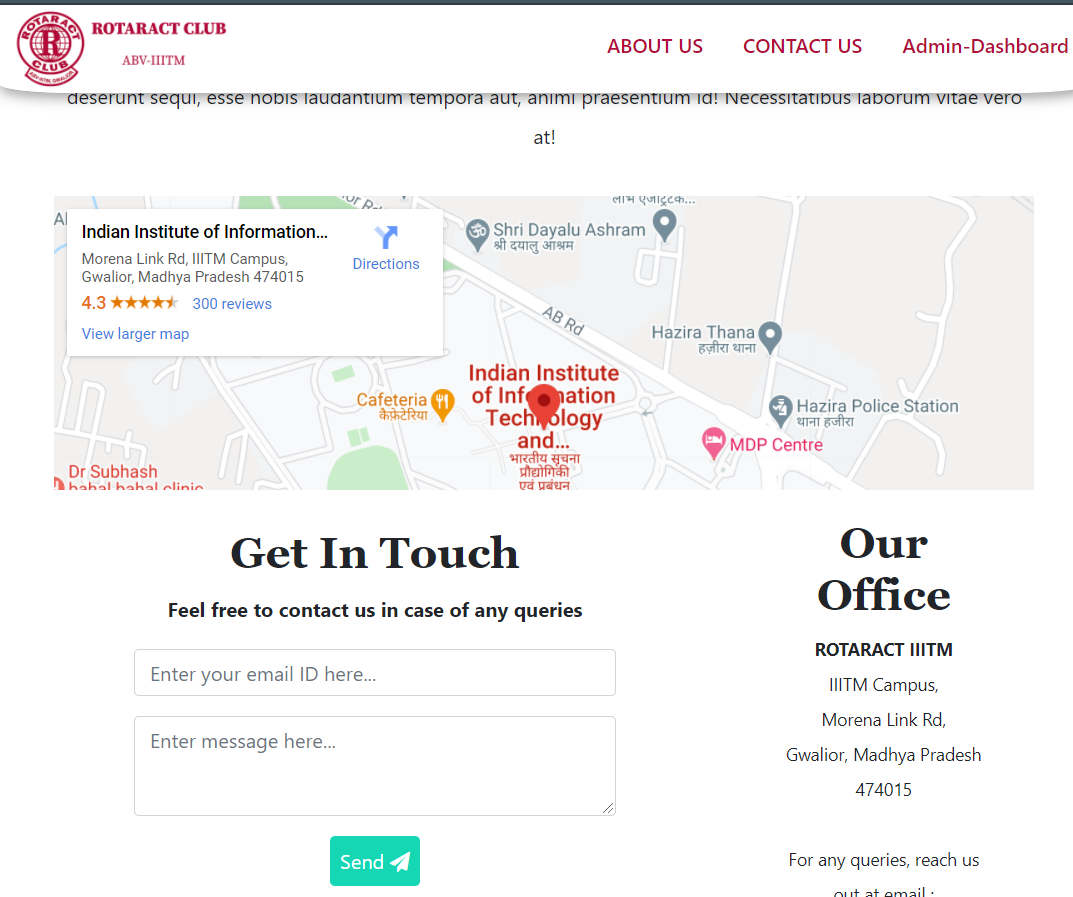 ROTARACT CLUB
ABV-IIITM
ROTARACT
R
CLUB
ABOUT US
CONTACT US
Admin-Dashboard
deserunt sequi, esse nobis laudantium tempora aut, animi praesentium id! Necessitatibus laborum vitae vero
at!
Indian Institute of Information...
Morena Link Rd, IIITM Campus,
Gwalior, Madhya Pradesh 474015
4.3
300 reviews
View larger map
Directions
Shri Dayalu Ashram
श्री दयालु आश्रम
AB Rd
Hazira Thana
हज़ीरा थाना
Indian Institute
of Information
Technology
and...
भारतीय सूचना
प्रौद्योगिकी
एवं प्रबंधन
Cafeteria
कैफ़ेटेरिया
Hazira Police Station
थाना हजीरा
MDP Centre
Dr Subhash
bahal bahal clinic
Get In Touch
Feel free to contact us in case of any queries
Enter your email ID here...
Enter message here...
Send
Our
Office
ROTARACT IIITM
IIITM Campus,
Morena Link Rd,
Gwalior, Madhya Pradesh
474015
For any queries, reach us
out at email :